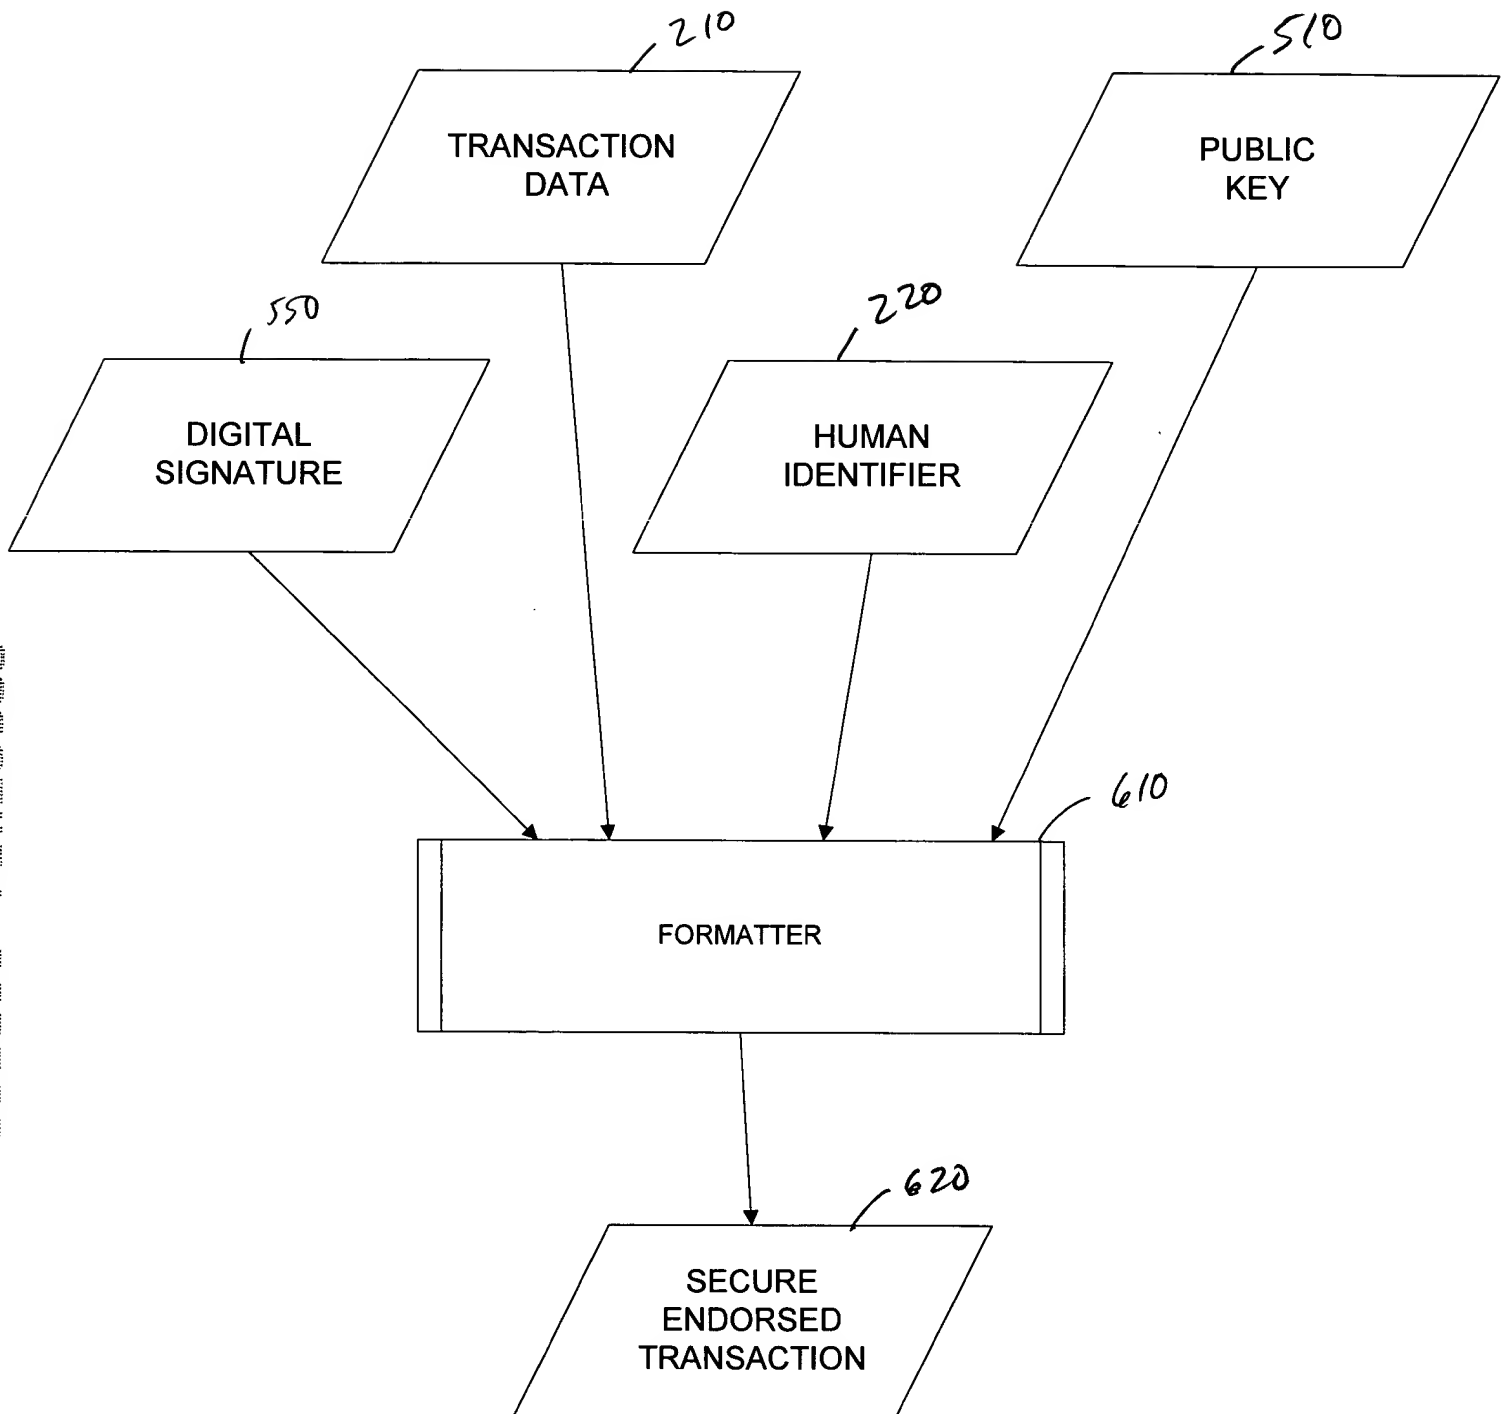 210
510
TRANSACTION
DATA
PUBLIC
KEY
550
220
DIGITAL
SIGNATURE
HUMAN
IDENTIFIER
610
FORMATTER
620
SECURE
ENDORSED
TRANSACTION